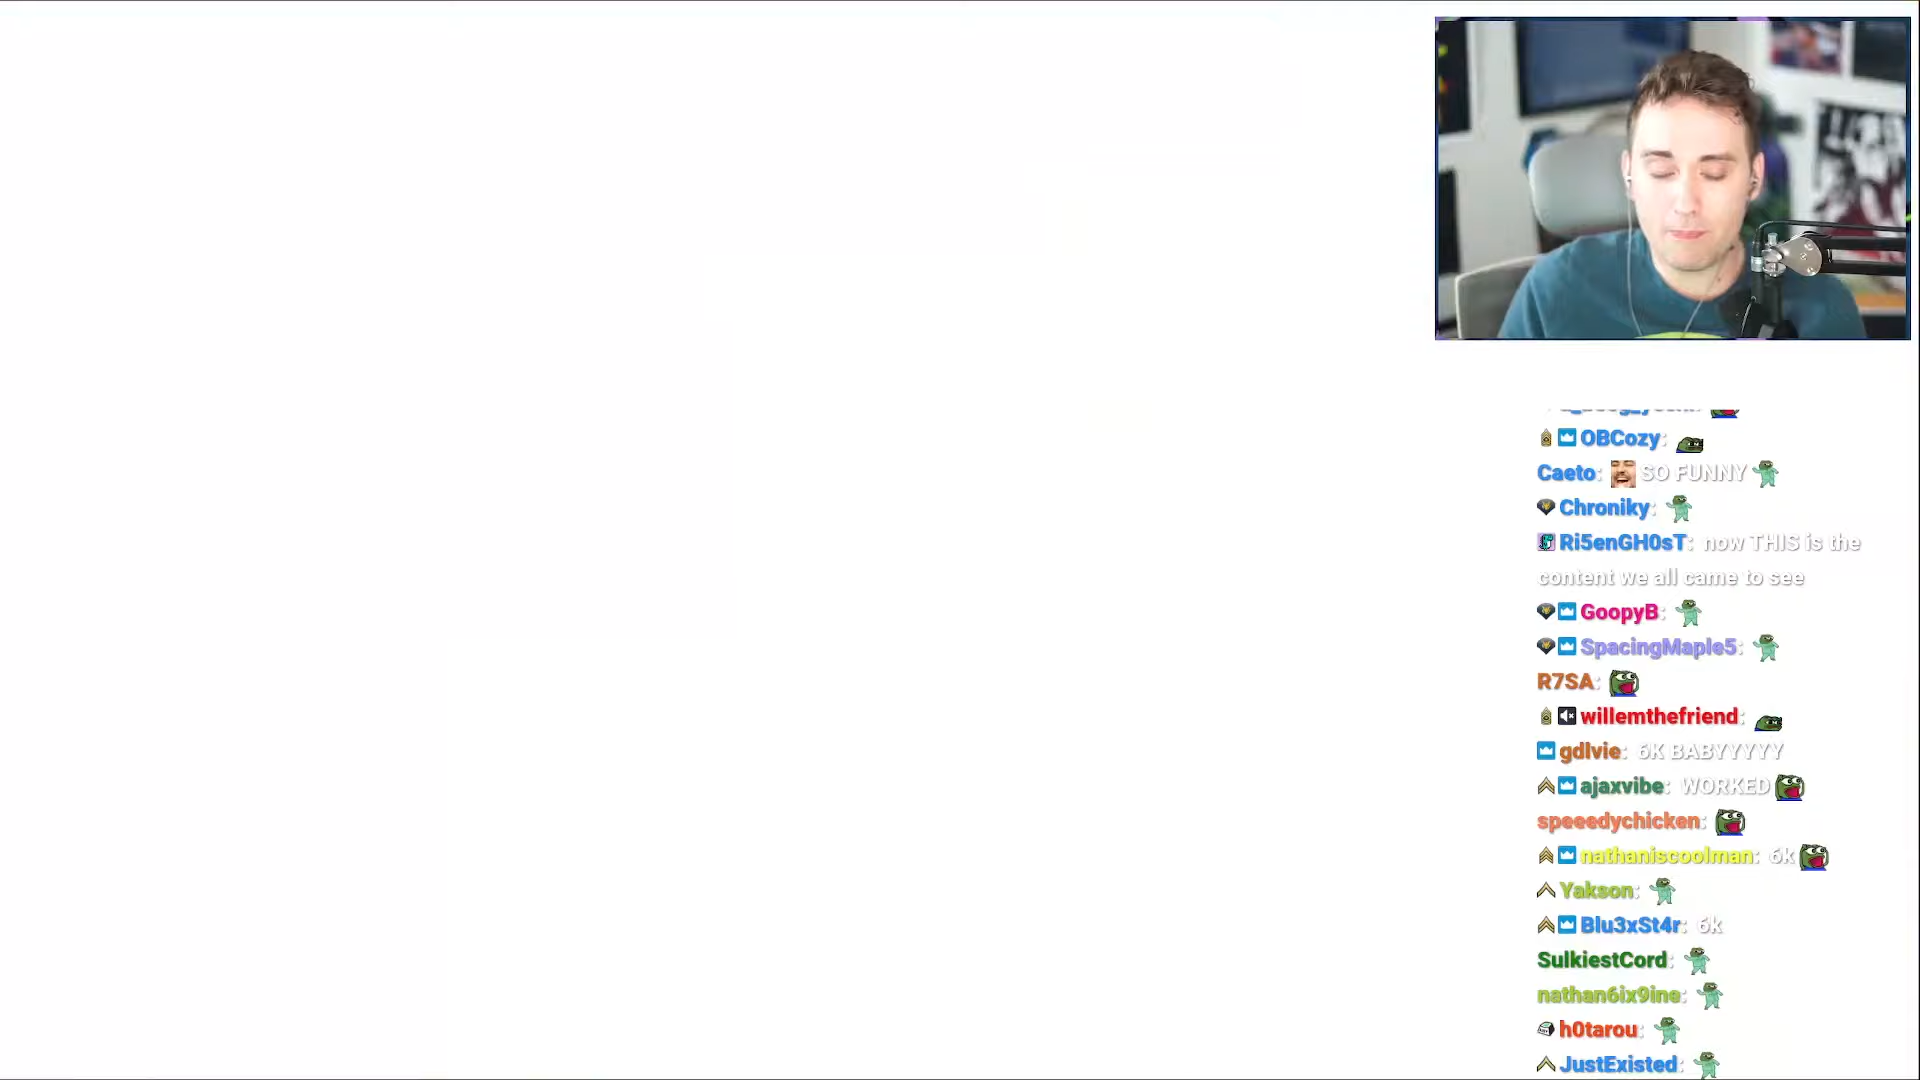 OBCozy:
Caeto: SO FUNNY
Chroniky:
Ri5enGH0sT: now THIS is the
content we all came to see
GoopyB:
SpacingMaple5:
R7SA:
willemthefriend:
gdlvie: 6K BABYYYYY
ajaxvibe: WORKED
speeedychicken:
nathaniscoolman: 6k
Yakson:
Blu3xSt4r: 6k
SulkiestCord:
nathan6ix9ine:
h0tarou:
JustExisted: